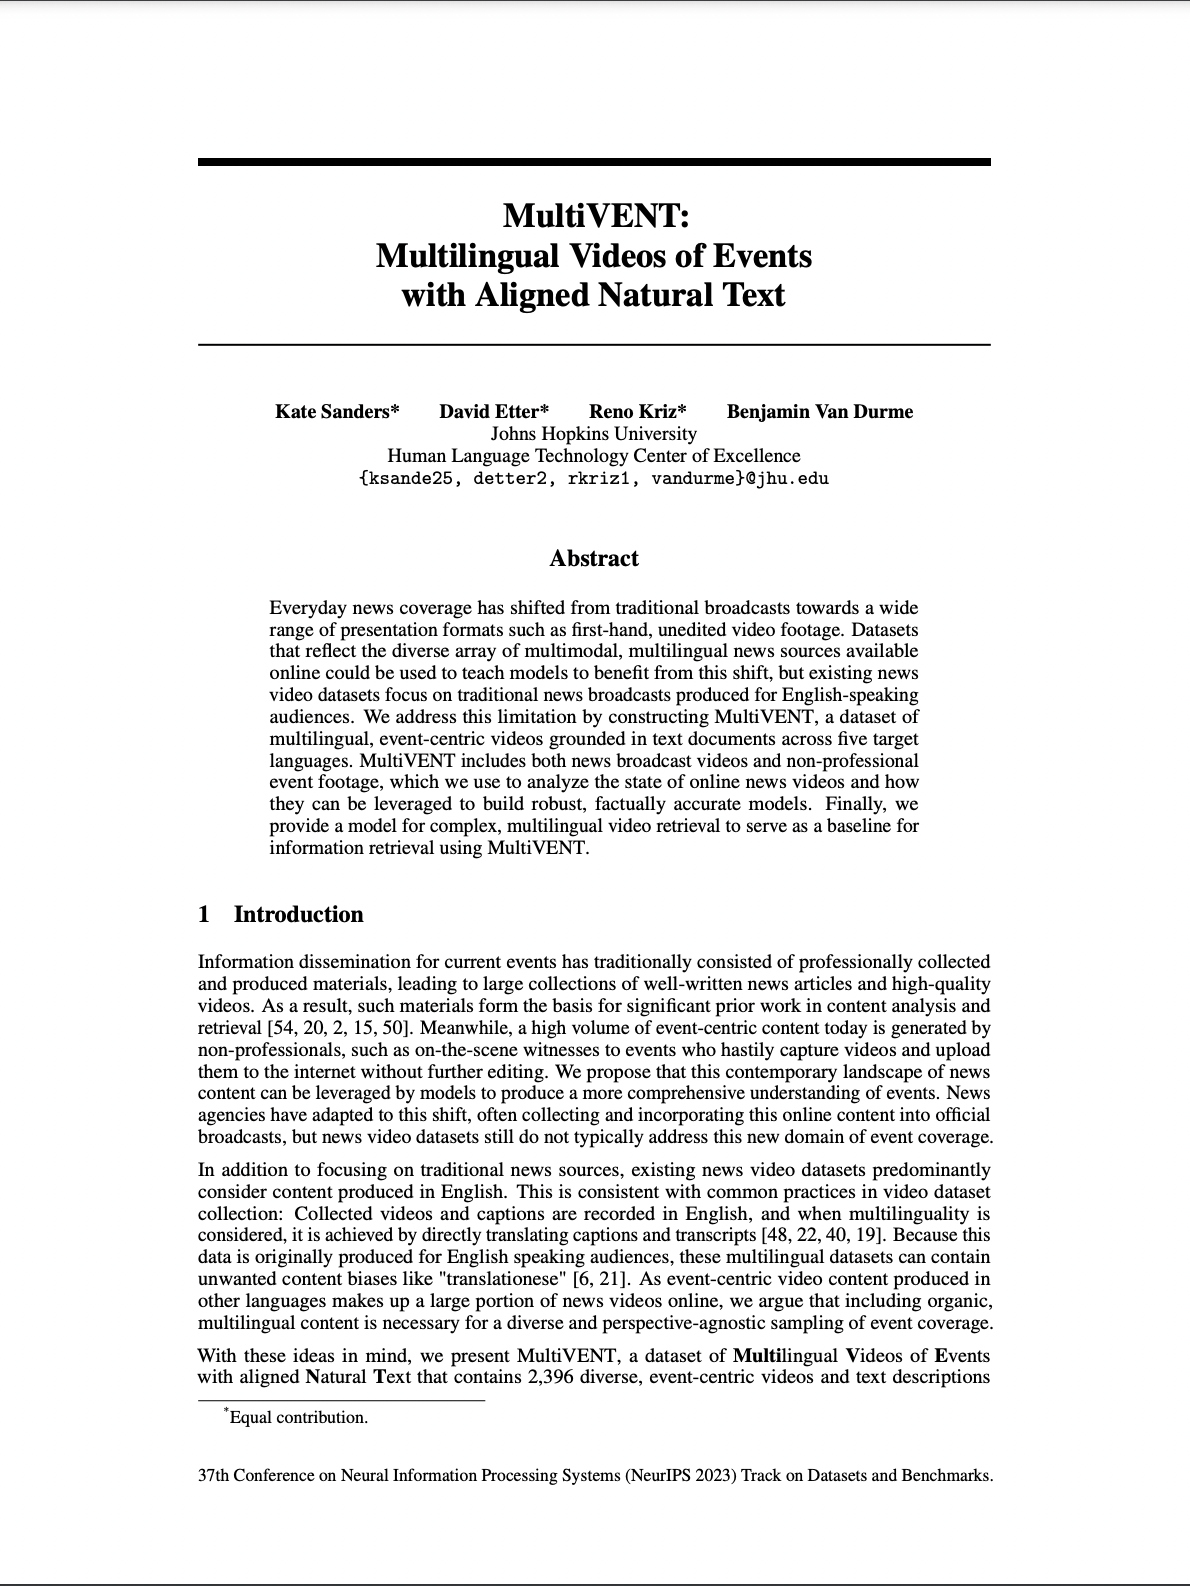 MultiVENT:
Multilingual Videos of Events
with Aligned Natural Text
Kate Sanders* David Etter* Reno Kriz* Benjamin Van Durme
Johns Hopkins University
Human Language Technology Center of Excellence
{ksande25, detter2, rkriz1, vandurme}@jhu.edu
Abstract
Everyday news coverage has shifted from traditional broadcasts towards a wide
range of presentation formats such as first-hand, unedited video footage. Datasets
that reflect the diverse array of multimodal, multilingual news sources available
online could be used to teach models to benefit from this shift, but existing news
video datasets focus on traditional news broadcasts produced for English-speaking
audiences. We address this limitation by constructing MultiVENT, a dataset of
multilingual, event-centric videos grounded in text documents across five target
languages. MultiVENT includes both news broadcast videos and non-professional
event footage, which we use to analyze the state of online news videos and how
they can be leveraged to build robust, factually accurate models. Finally, we
provide a model for complex, multilingual video retrieval to serve as a baseline for
information retrieval using MultiVENT.
1 Introduction
Information dissemination for current events has traditionally consisted of professionally collected
and produced materials, leading to large collections of well-written news articles and high-quality
videos. As a result, such materials form the basis for significant prior work in content analysis and
retrieval [54, 20, 2, 15, 50]. Meanwhile, a high volume of event-centric content today is generated by
non-professionals, such as on-the-scene witnesses to events who hastily capture videos and upload
them to the internet without further editing. We propose that this contemporary landscape of news
content can be leveraged by models to produce a more comprehensive understanding of events. News
agencies have adapted to this shift, often collecting and incorporating this online content into official
broadcasts, but news video datasets still do not typically address this new domain of event coverage.
In addition to focusing on traditional news sources, existing news video datasets predominantly
consider content produced in English. This is consistent with common practices in video dataset
collection: Collected videos and captions are recorded in English, and when multilinguality is
considered, it is achieved by directly translating captions and transcripts [48, 22, 40, 19]. Because this
data is originally produced for English speaking audiences, these multilingual datasets can contain
unwanted content biases like "translationese" [6, 21]. As event-centric video content produced in
other languages makes up a large portion of news videos online, we argue that including organic,
multilingual content is necessary for a diverse and perspective-agnostic sampling of event coverage.
With these ideas in mind, we present MultiVENT, a dataset of Multilingual Videos of Events
with aligned Natural Text that contains 2,396 diverse, event-centric videos and text descriptions
*Equal contribution.
37th Conference on Neural Information Processing Systems (NeurIPS 2023) Track on Datasets and Benchmarks.